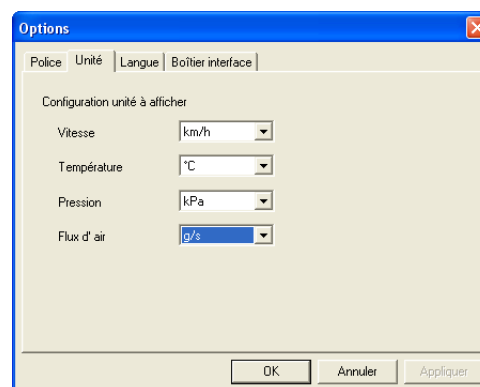 Options
Police Unité Langue Boîtier interface
Configuration unité à afficher
Vitesse km/h
Température °C
Pression kPa
Flux d' air g/s
OK Annuler Appliquer